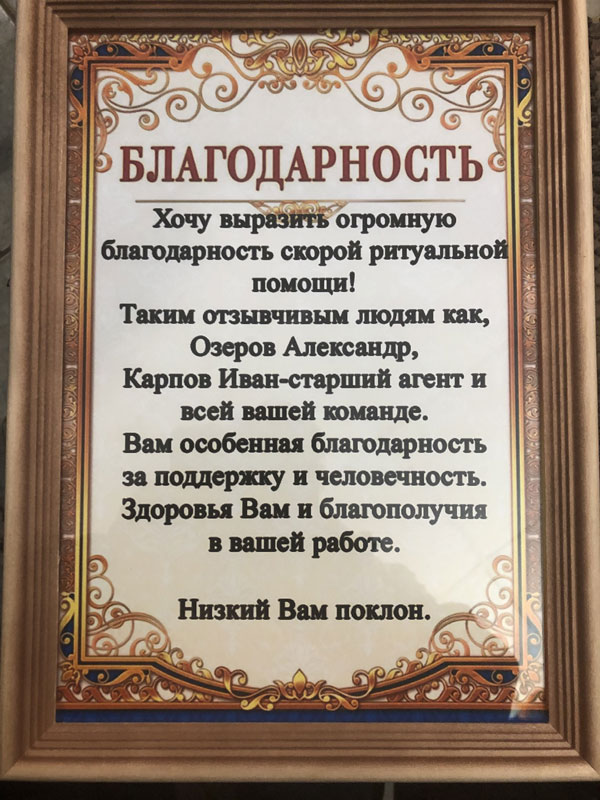 БЛАГОДАРНОСТЬ
Хочу выразить огромную
благодарность скорой ритуальной
помощи!
Таким отзывчивым людям как,
Озеров Александр,
Карпов Иван-старший агент и
всей вашей команде.
Вам особенная благодарность
за поддержку и человечность.
Здоровья Вам и благополучия
в вашей работе.
Низкий Вам поклон.